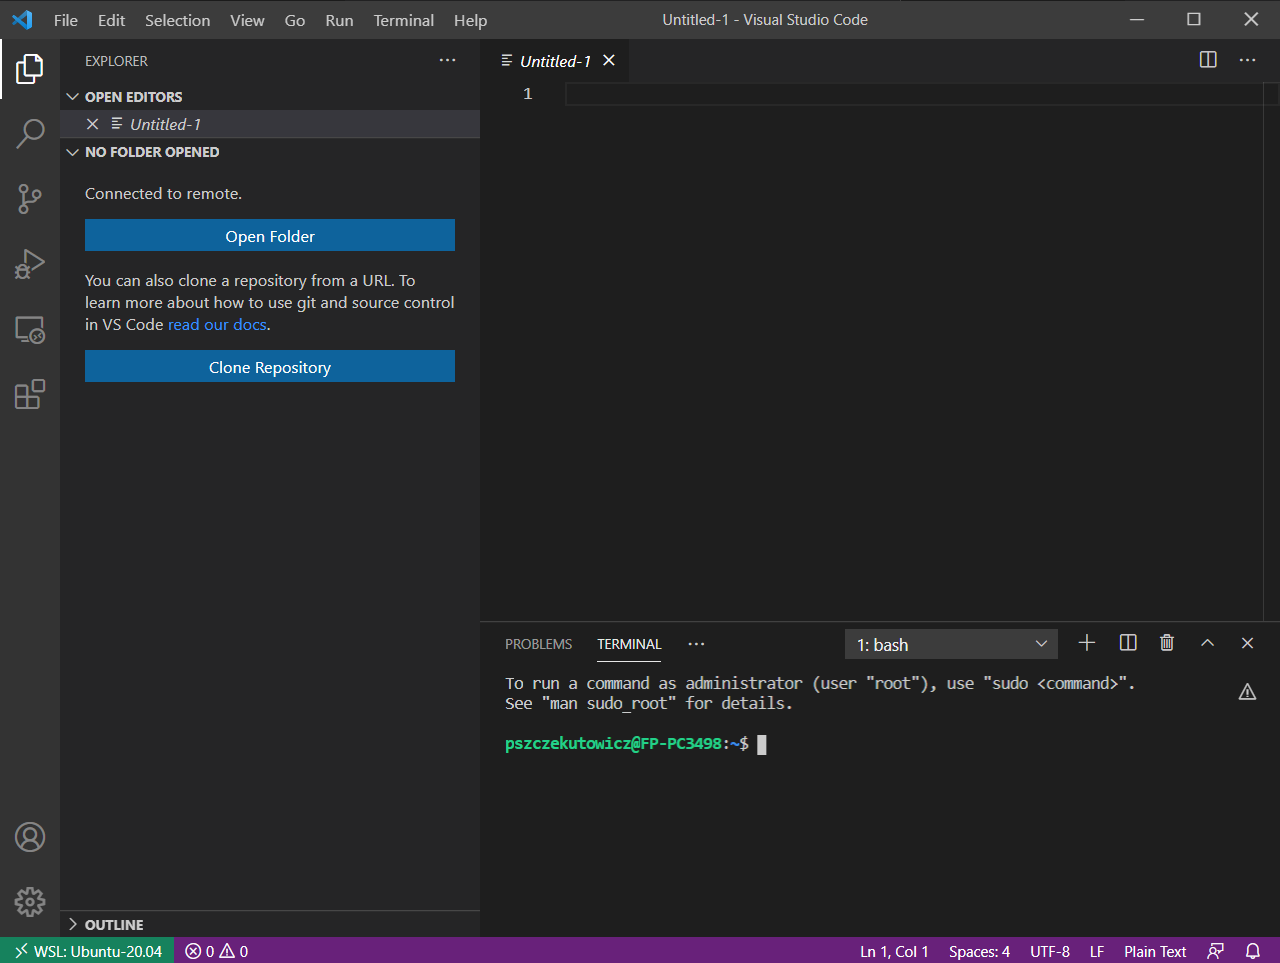 File Edit Selection View Go Run Terminal Help Untitled-1 - Visual Studio Code
EXPLORER
OPEN EDITORS
Untitled-1
NO FOLDER OPENED
Connected to remote.
Open Folder
You can also clone a repository from a URL. To
learn more about how to use git and source control
in VS Code read our docs.
Clone Repository
OUTLINE
Untitled-1
1
PROBLEMS TERMINAL ··· 1: bash
To run a command as administrator (user "root"), use "sudo <command>".
See "man sudo_root" for details.
pszczekutowicz@FP-PC3498:~$
WSL: Ubuntu-20.04 0 0 Ln 1, Col 1 Spaces: 4 UTF-8 LF Plain Text